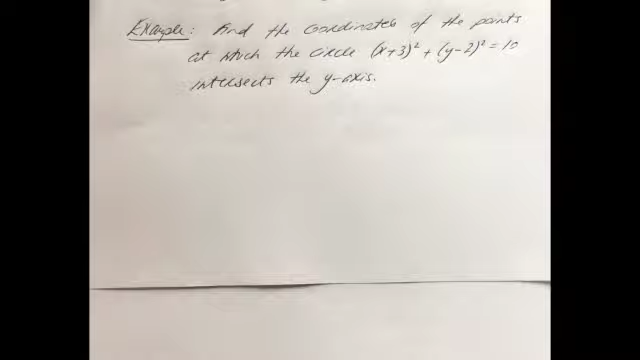 Example: Find the coordinates of the points
at which the circle (x+3)² + (y-2)² = 10
intersects the y-axis.